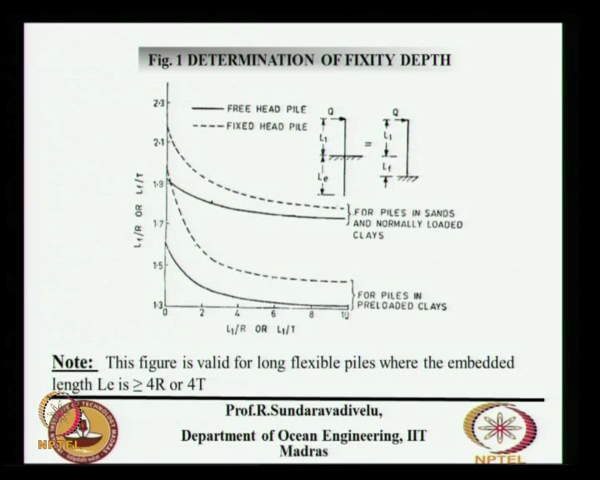 Fig. 1 DETERMINATION OF FIXITY DEPTH
2·3
2·1
1·9
1·7
1·5
1·3
Lf/R OR Lf/T
FREE HEAD PILE
FIXED HEAD PILE
Q
L1
Le
=
Q
L1
Lf
FOR PILES IN SANDS
AND NORMALLY LOADED
CLAYS
FOR PILES IN
PRELOADED CLAYS
0 2 4 6 8 10
L1/R OR L1/T
Note: This figure is valid for long flexible piles where the embedded
length Le is ≥ 4R or 4T
Prof.R.Sundaravadivelu,
Department of Ocean Engineering, IIT
Madras
NPTEL
NPTEL